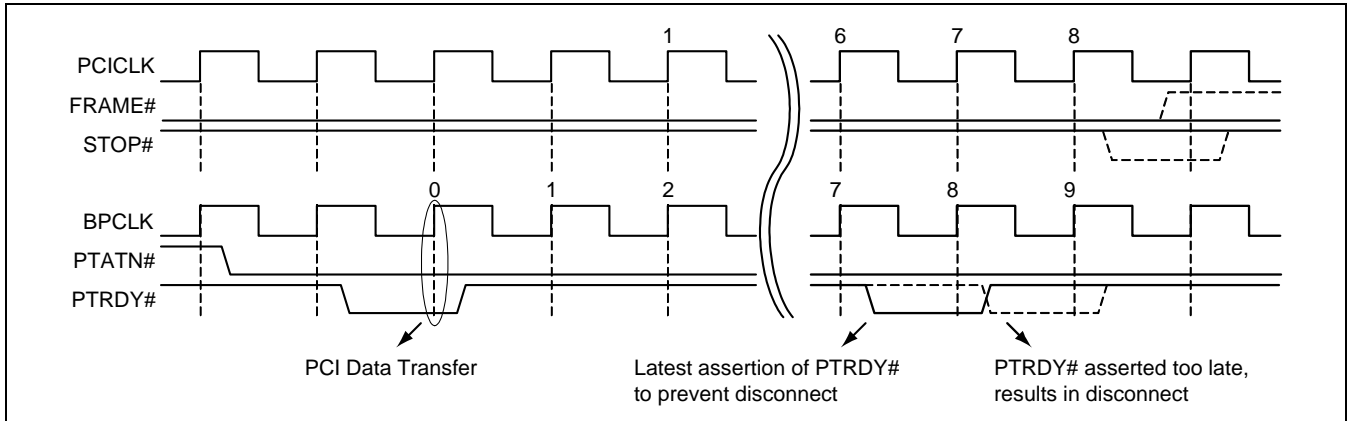 1 6 7 8
PCICLK
FRAME#
STOP#
0 1 2 7 8 9
BPCLK
PTATN#
PTRDY#
PCI Data Transfer
Latest assertion of PTRDY#
to prevent disconnect
PTRDY# asserted too late,
results in disconnect